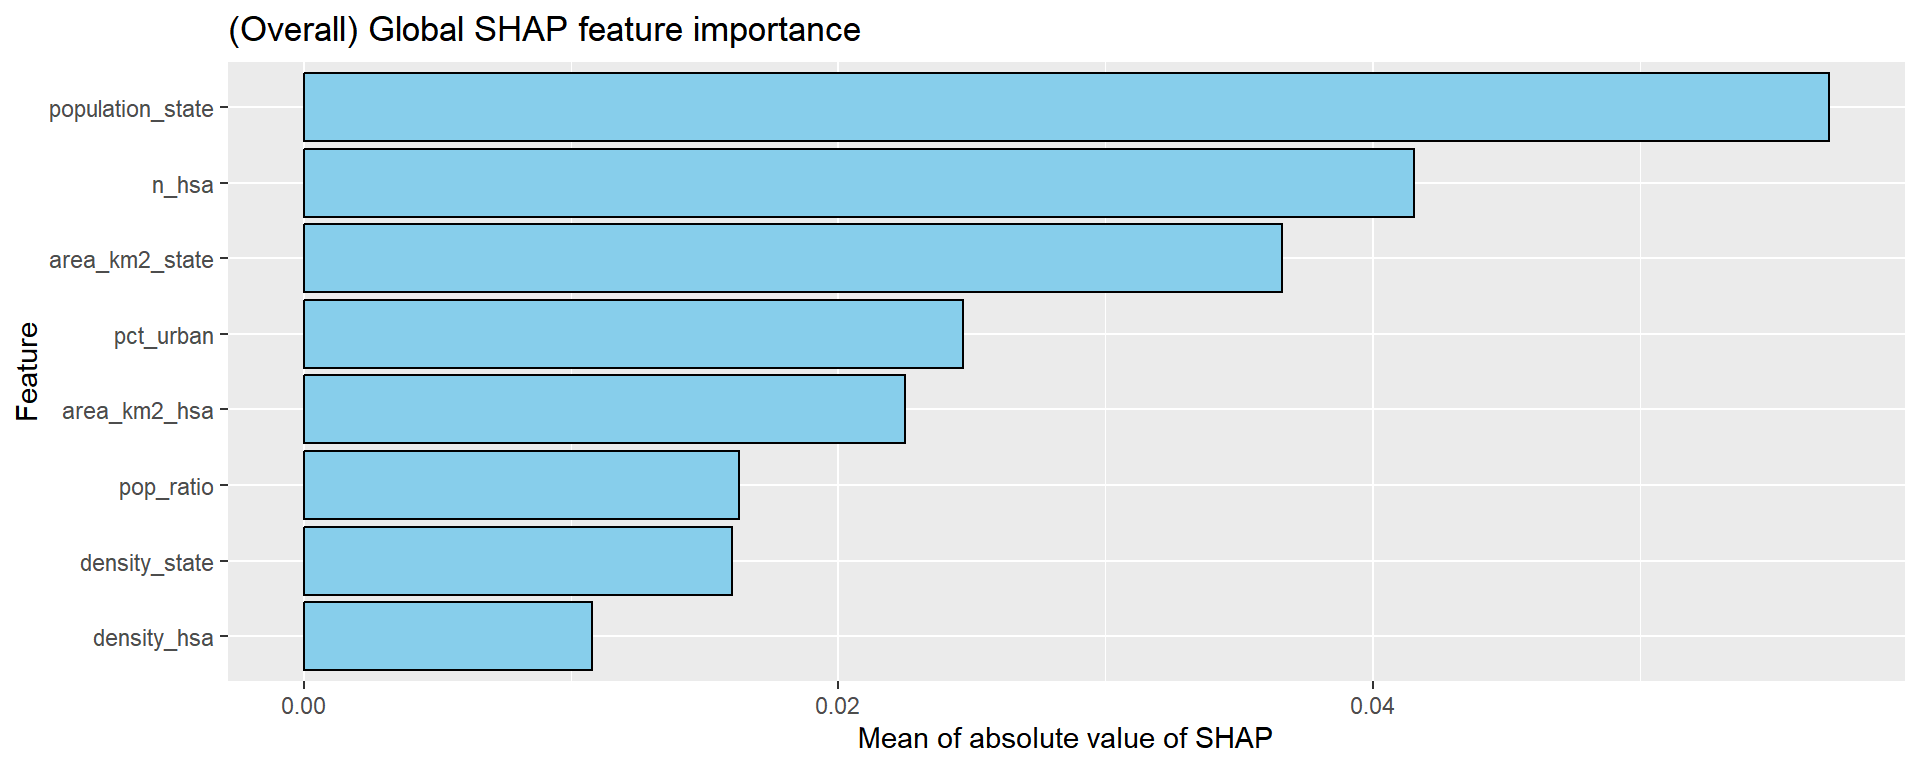 (Overall) Global SHAP feature importance
Feature
population_state
n_hsa
area_km2_state
pct_urban
area_km2_hsa
pop_ratio
density_state
density_hsa
0.00 0.02 0.04
Mean of absolute value of SHAP